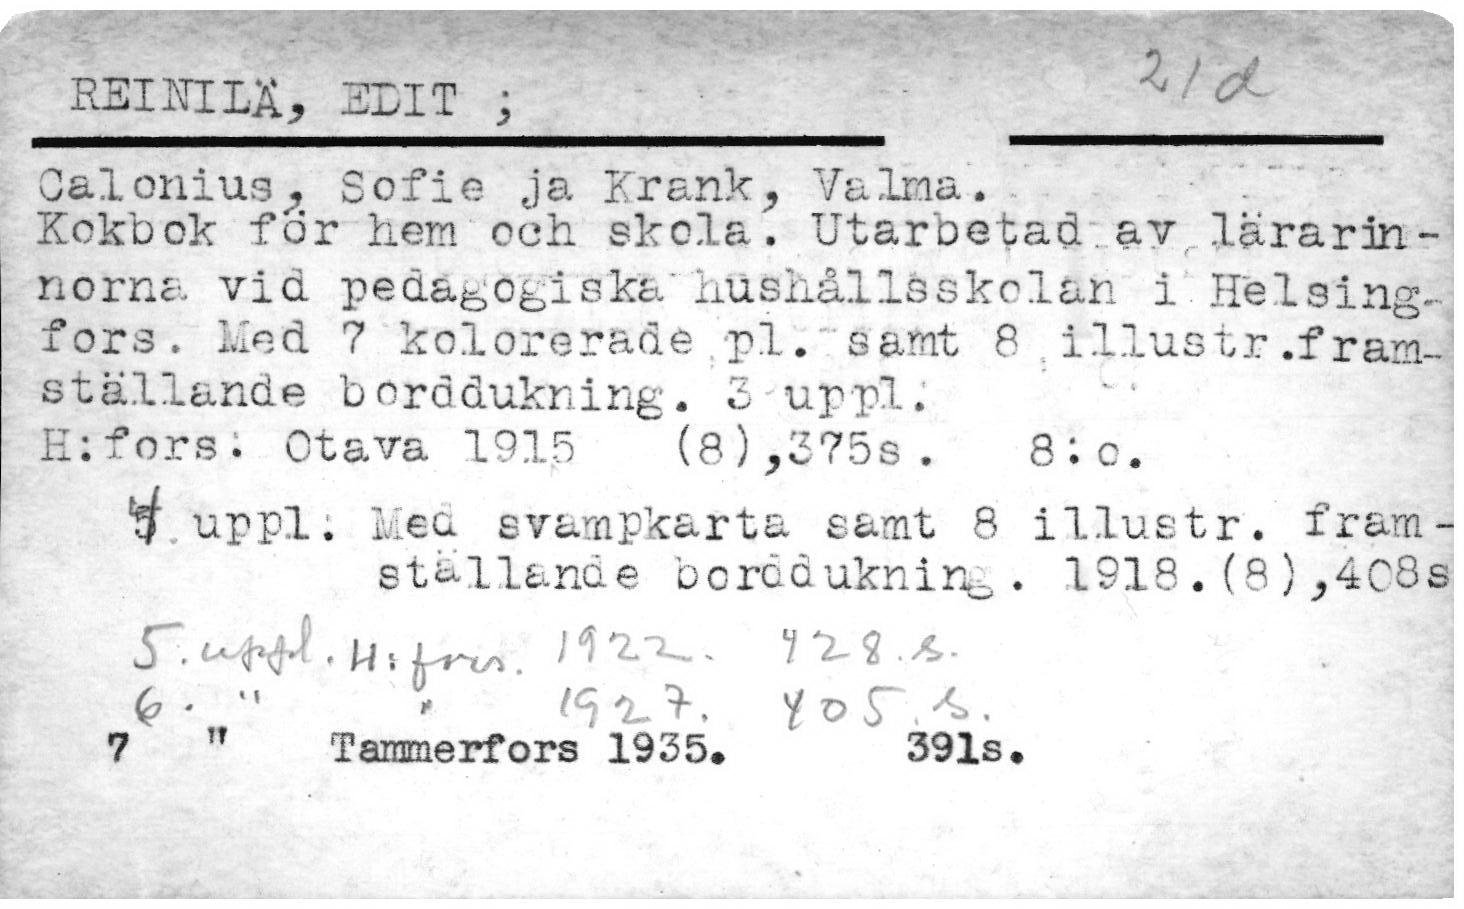 21d
REINILÄ, EDIT ;
Calonius, Sofie ja Krank, Valma.
Kokbok för hem och skola. Utarbetad av lärarin-
norna vid pedagogiska hushållsskolan i Helsing-
fors. Med 7 kolorerade pl. samt 8 illustr.fram-
ställande borddukning. 3 uppl.
H:fors: Otava 1915 (8),375s. 8:o.
4. uppl. Med svampkarta samt 8 illustr. fram-
ställande borddukning. 1918.(8),408s
5. uppl. H:fors. 1922. 428.s.
6. " " 1927. 405.s.
7 " Tammerfors 1935. 391s.